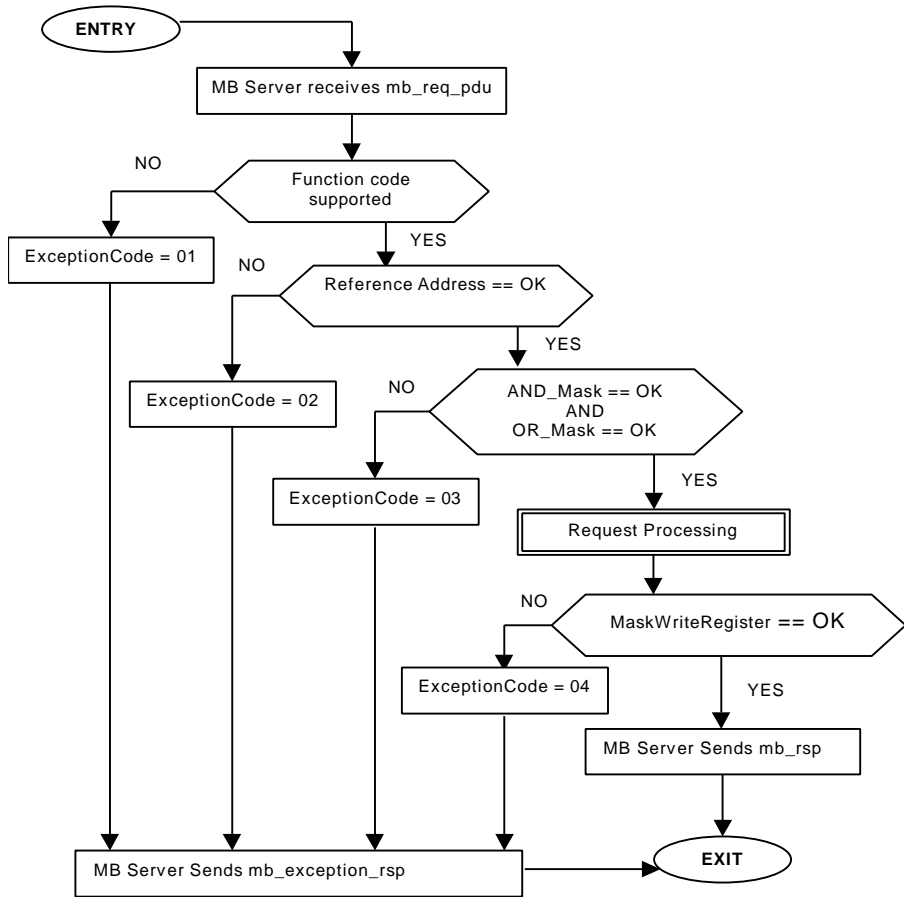 ENTRY
MB Server receives mb_req_pdu
NO
Function code
supported
YES
ExceptionCode = 01
NO
Reference Address == OK
YES
ExceptionCode = 02
NO
AND_Mask == OK
AND
OR_Mask == OK
YES
ExceptionCode = 03
Request Processing
NO
MaskWriteRegister == OK
YES
ExceptionCode = 04
MB Server Sends mb_rsp
MB Server Sends mb_exception_rsp
EXIT